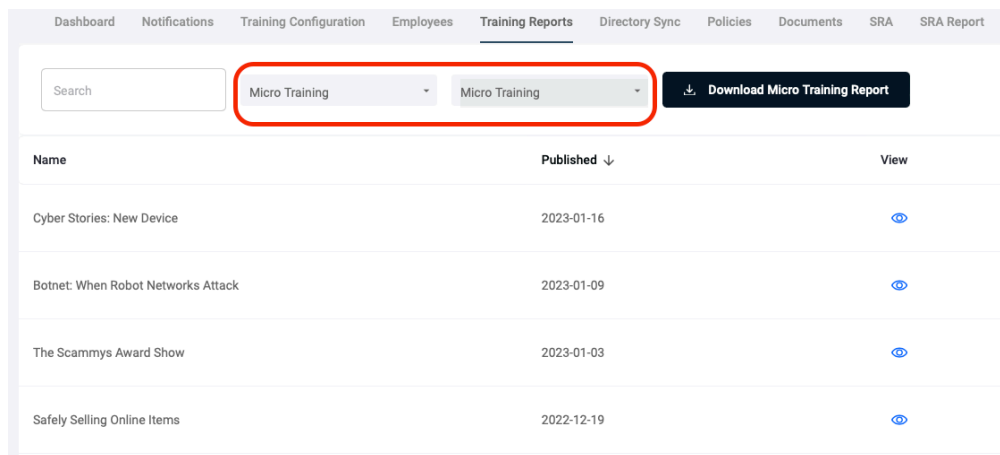 Dashboard Notifications Training Configuration Employees Training Reports Directory Sync Policies Documents SRA SRA Report
Search Micro Training Micro Training Download Micro Training Report
Name Published View
Cyber Stories: New Device 2023-01-16
Botnet: When Robot Networks Attack 2023-01-09
The Scammys Award Show 2023-01-03
Safely Selling Online Items 2022-12-19